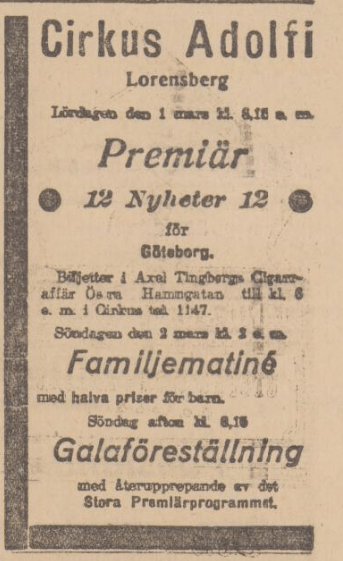 Cirkus Adolfi
Lorensberg
Lördagen den 1 mars kl. 8,15 e. m.
Premiär
12 Nyheter 12
för
Göteborg.
Biljetter i Axel Tingbergs Cigarr-
affär Östra Hamngatan till kl. 6
e. m. i Cirkus tel. 1147.
Söndagen den 2 mars kl. 2 e. m.
Familjematiné
med halva priser för barn.
Söndag afton kl. 8,15
Galaföreställning
med återupprepande av det
Stora Premiärprogrammet.